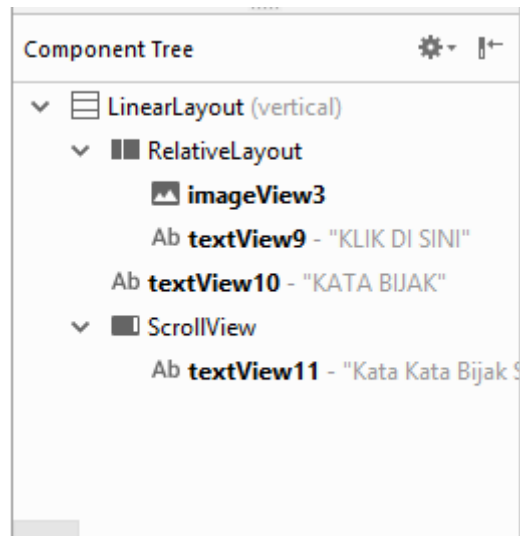 Component Tree
LinearLayout (vertical)
RelativeLayout
imageView3
Ab textView9 - "KLIK DI SINI"
Ab textView10 - "KATA BIJAK"
ScrollView
Ab textView11 - "Kata Kata Bijak